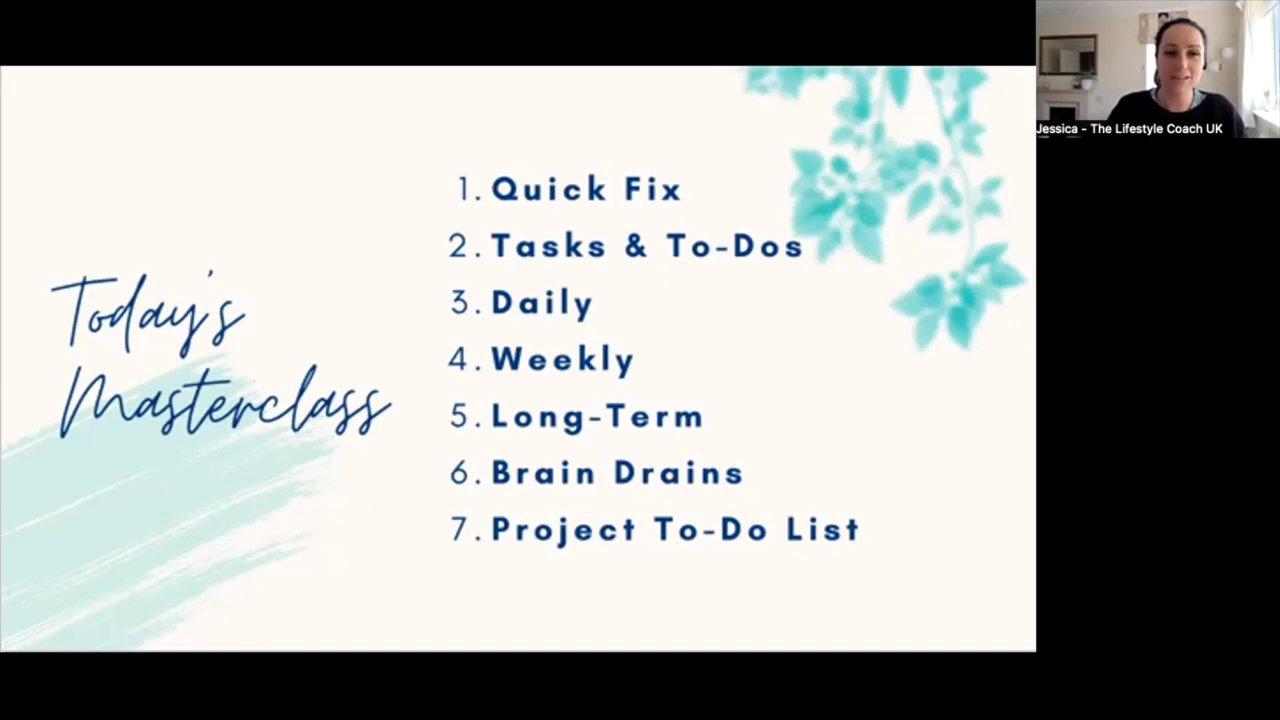 Today's
Masterclass
1. Quick Fix
2. Tasks & To-Dos
3. Daily
4. Weekly
5. Long-Term
6. Brain Drains
7. Project To-Do List
Jessica - The Lifestyle Coach UK